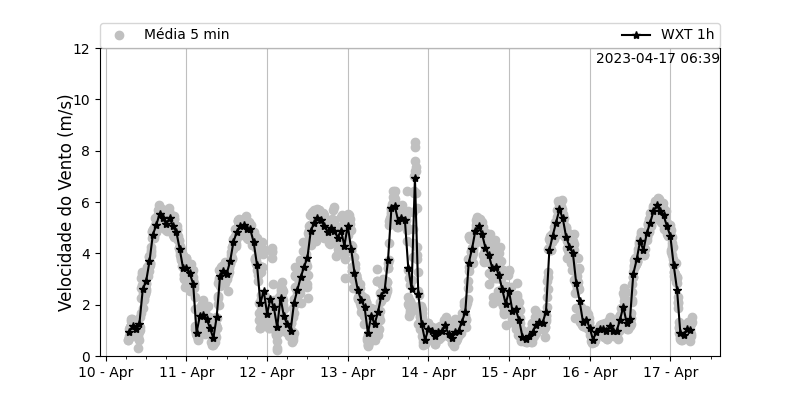 Média 5 min
WXT 1h
2023-04-17 06:39
Velocidade do Vento (m/s)
12
10
8
6
4
2
0
10 - Apr
11 - Apr
12 - Apr
13 - Apr
14 - Apr
15 - Apr
16 - Apr
17 - Apr